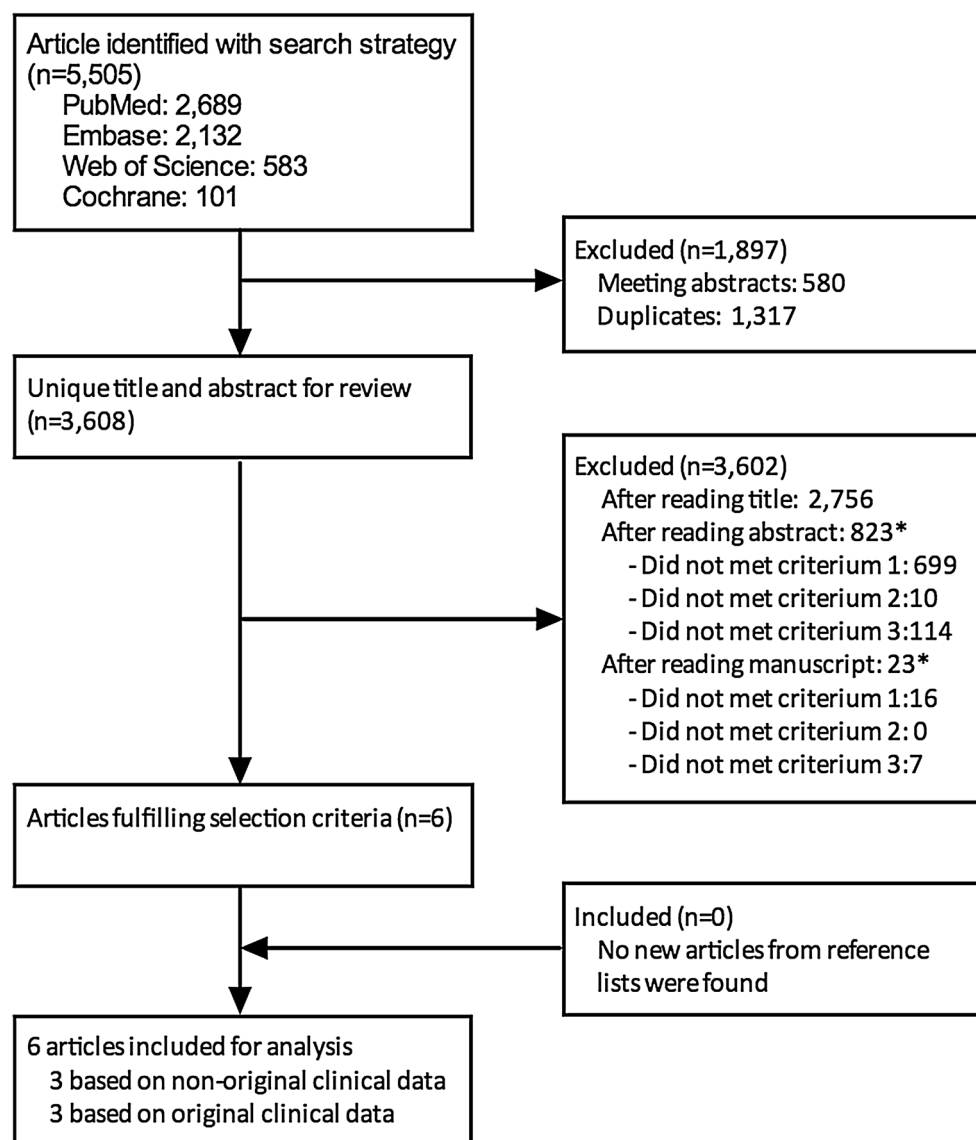 Article identified with search strategy
(n=5,505)
PubMed: 2,689
Embase: 2,132
Web of Science: 583
Cochrane: 101
Excluded (n=1,897)
Meeting abstracts: 580
Duplicates: 1,317
Unique title and abstract for review
(n=3,608)
Excluded (n=3,602)
After reading title: 2,756
After reading abstract: 823*
- Did not met criterium 1: 699
- Did not met criterium 2:10
- Did not met criterium 3:114
After reading manuscript: 23*
- Did not met criterium 1:16
- Did not met criterium 2: 0
- Did not met criterium 3:7
Articles fulfilling selection criteria (n=6)
Included (n=0)
No new articles from reference
lists were found
6 articles included for analysis
3 based on non-original clinical data
3 based on original clinical data